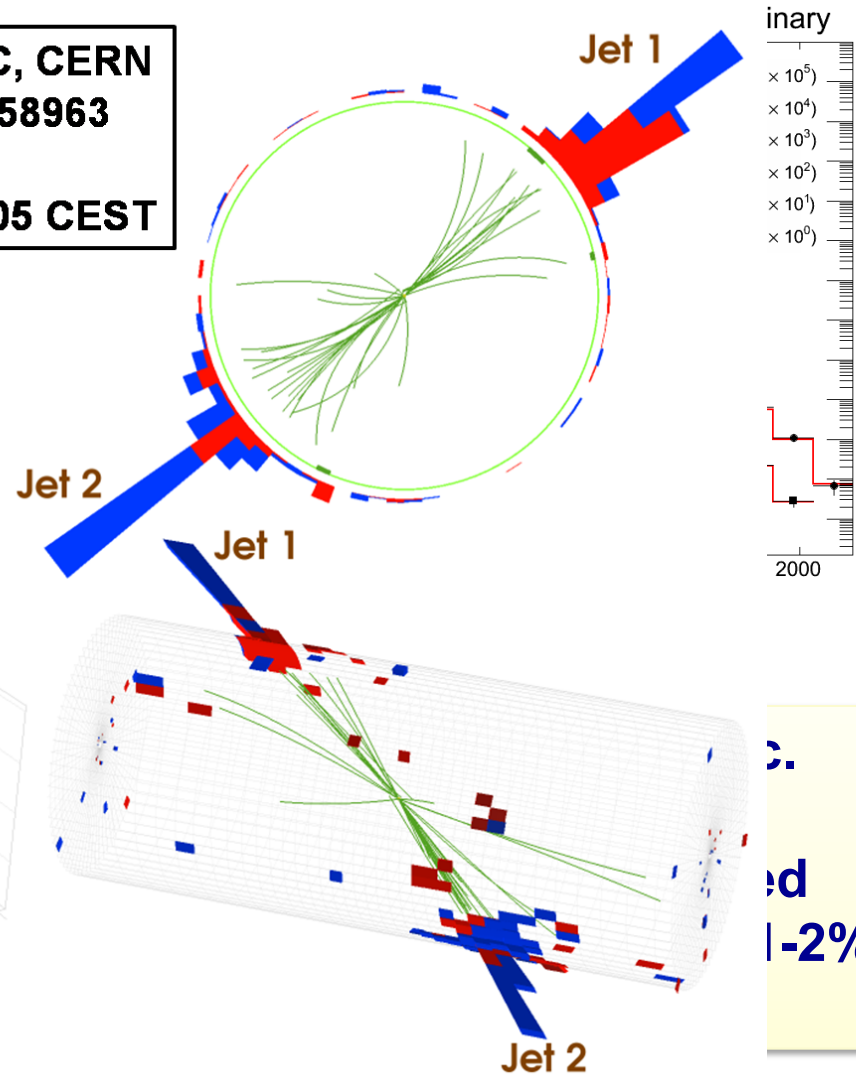 C, CERN
58963
05 CEST
Jet 1
Jet 2
inary
× 10⁵)
× 10⁴)
× 10³)
× 10²)
× 10¹)
× 10⁰)
2000
Jet 1
Jet 2
c.
ed
1-2%